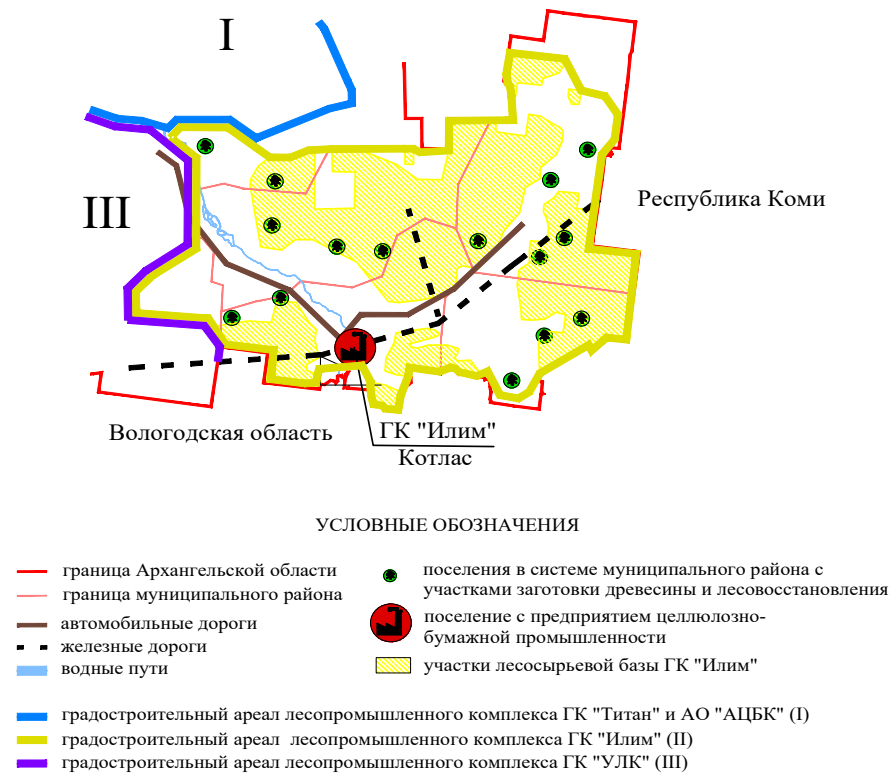 I
Республика Коми
III
Вологодская область
ГК "Илим"
Котлас
УСЛОВНЫЕ ОБОЗНАЧЕНИЯ
граница Архангельской области
граница муниципального района
автомобильные дороги
железные дороги
водные пути
поселения в системе муниципального района с
участками заготовки древесины и лесовосстановления
поселение с предприятием целлюлозно-
бумажной промышленности
участки лесосырьевой базы ГК "Илим"
градостроительный ареал лесопромышленного комплекса ГК "Титан" и АО "АЦБК" (I)
градостроительный ареал лесопромышленного комплекса ГК "Илим" (II)
градостроительный ареал лесопромышленного комплекса ГК "УЛК" (III)